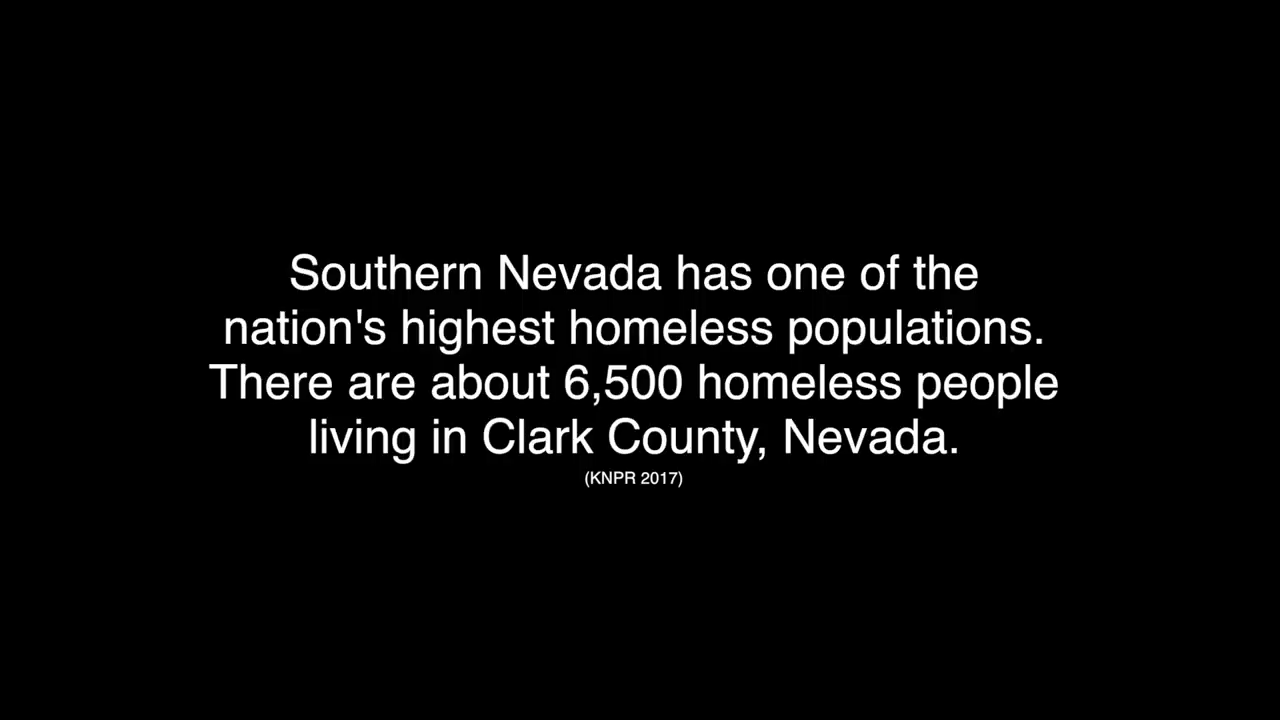 Southern Nevada has one of the
nation's highest homeless populations.
There are about 6,500 homeless people
living in Clark County, Nevada.
(KNPR 2017)